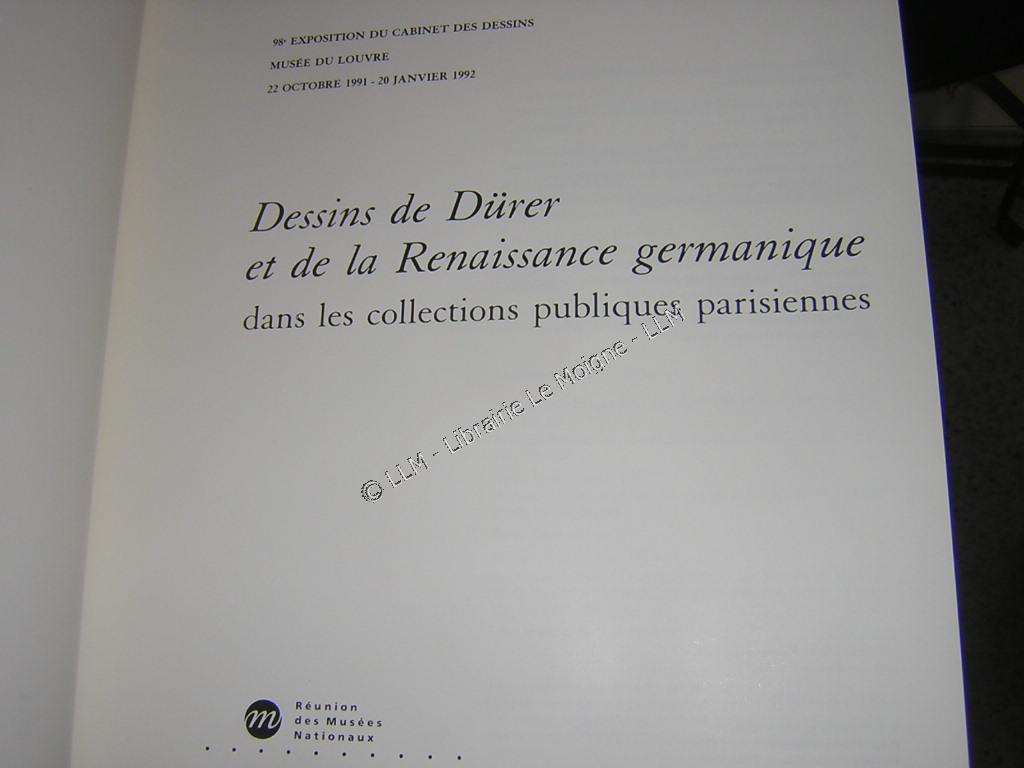 98e EXPOSITION DU CABINET DES DESSINS
MUSÉE DU LOUVRE
22 OCTOBRE 1991 - 20 JANVIER 1992
Dessins de Dürer
et de la Renaissance germanique
dans les collections publiques parisiennes
© LLM - Librairie Le Moigne - LLM
m
Réunion
des Musées
Nationaux